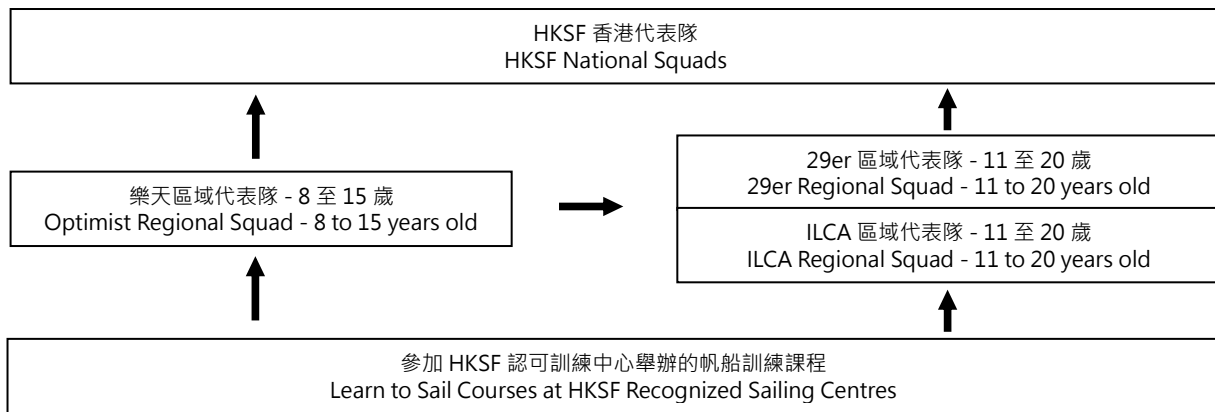 HKSF 香港代表隊
HKSF National Squads
樂天區域代表隊 - 8 至 15 歲
Optimist Regional Squad - 8 to 15 years old
29er 區域代表隊 - 11 至 20 歲
29er Regional Squad - 11 to 20 years old
ILCA 區域代表隊 - 11 至 20 歲
ILCA Regional Squad - 11 to 20 years old
參加 HKSF 認可訓練中心舉辦的帆船訓練課程
Learn to Sail Courses at HKSF Recognized Sailing Centres